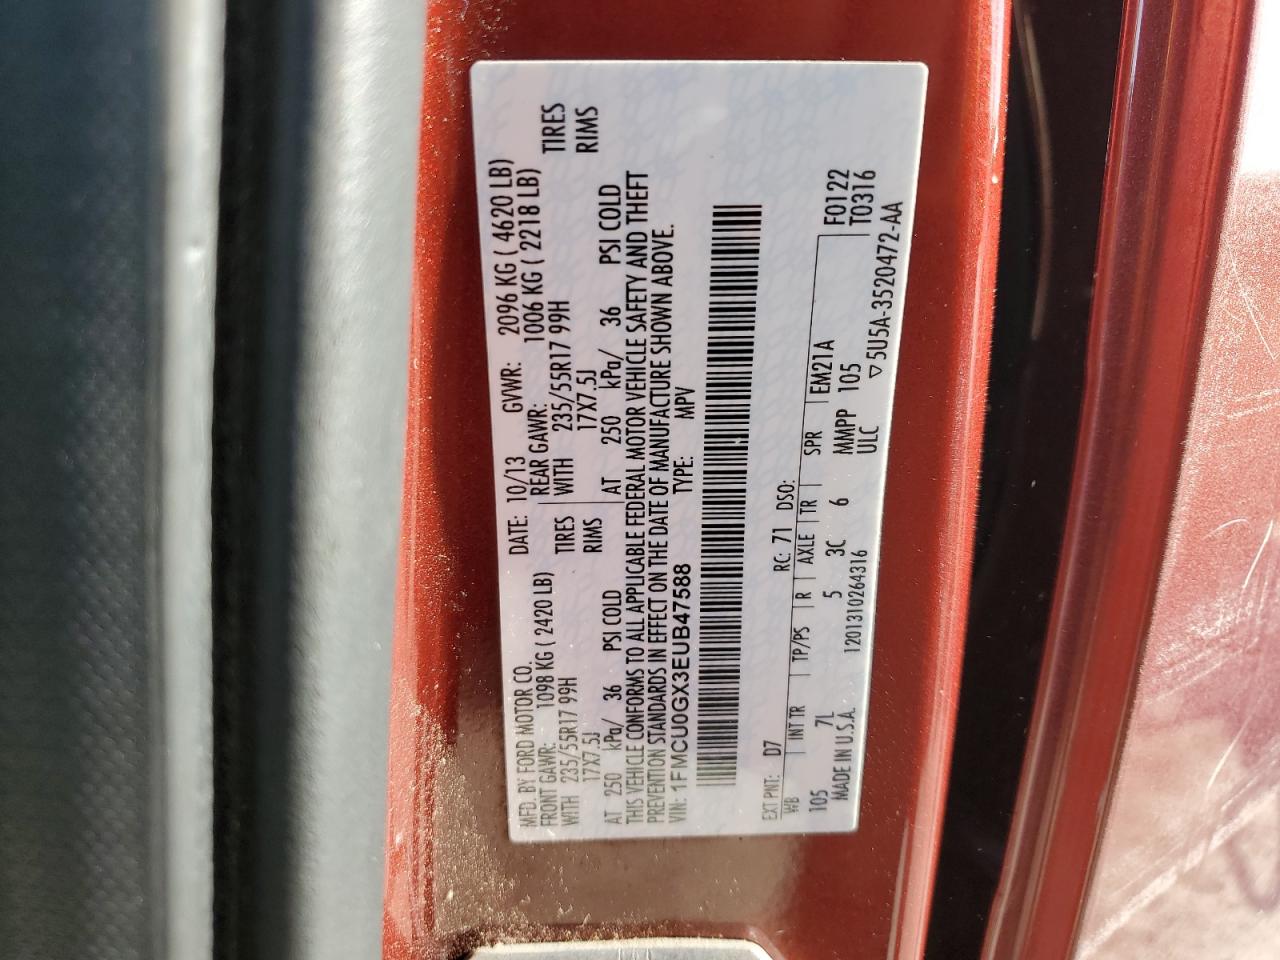 MFD. BY FORD MOTOR CO. DATE: 10/13 GVWR: 2096 KG ( 4620 LB)
FRONT GAWR: 1098 KG ( 2420 LB) REAR GAWR: 1006 KG ( 2218 LB)
WITH 235/55R17 99H TIRES WITH 235/55R17 99H TIRES
17X7.5J RIMS 17X7.5J RIMS
AT 250 kPa/ 36 PSI COLD AT 250 kPa/ 36 PSI COLD
THIS VEHICLE CONFORMS TO ALL APPLICABLE FEDERAL MOTOR VEHICLE SAFETY AND THEFT
PREVENTION STANDARDS IN EFFECT ON THE DATE OF MANUFACTURE SHOWN ABOVE.
VIN: 1FMCU0GX3EUB47588 TYPE: MPV
EXT PNT: D7 RC: 71 DSO:
WB INT TR TP/PS R AXLE TR SPR EM21A F0122
105 7L 5 3C 6 MMPP 105 T0316
MADE IN U.S.A. 1201310264316 ULC ▽5U5A-3520472-AA